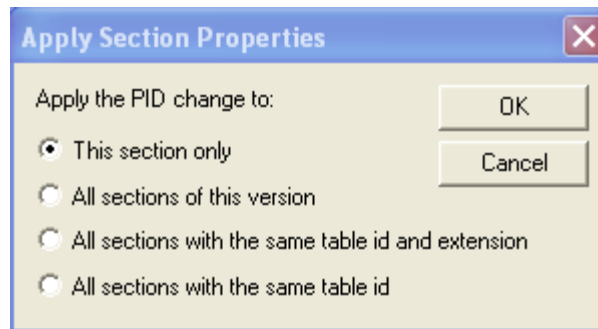 Apply Section Properties
Apply the PID change to:
OK
This section only
Cancel
All sections of this version
All sections with the same table id and extension
All sections with the same table id